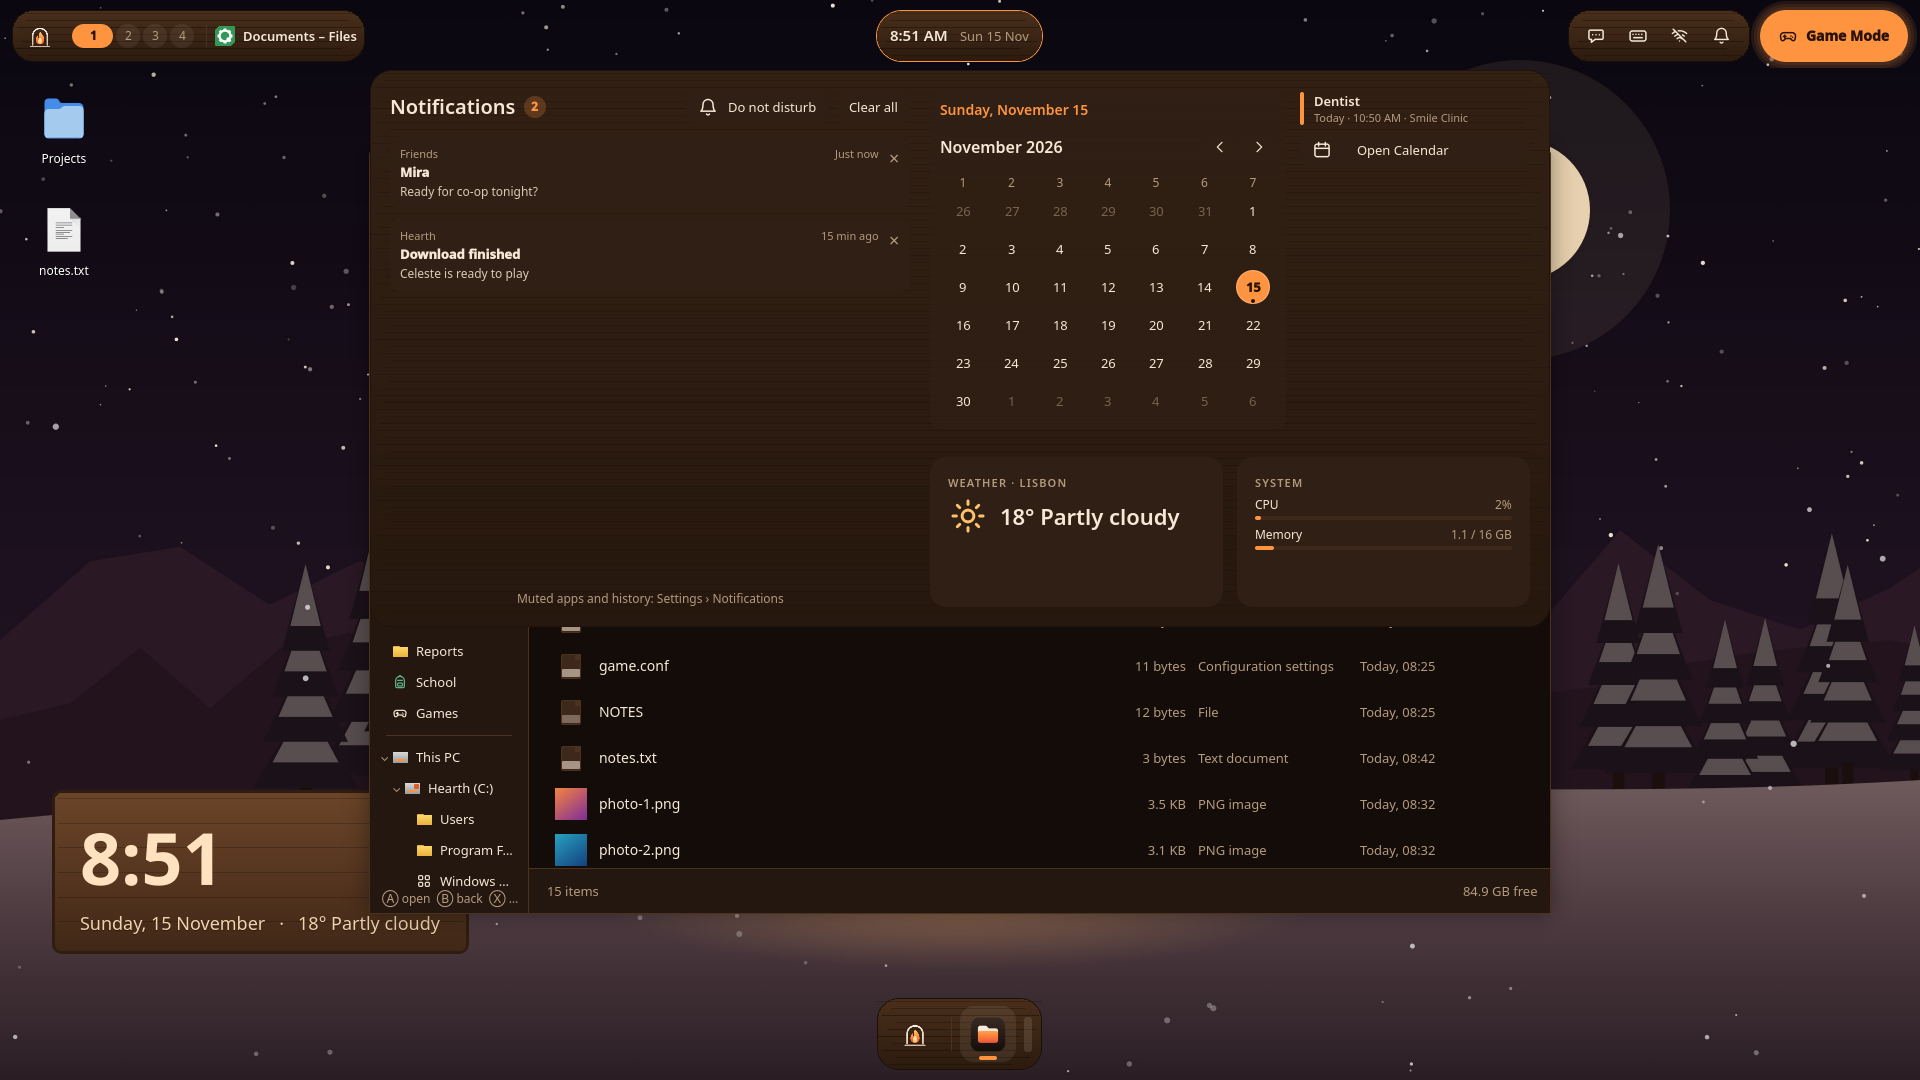 1 2 3 4 Documents – Files
8:51 AM Sun 15 Nov
Game Mode
Projects
notes.txt
Notifications 2
Do not disturb Clear all
Friends Just now
Mira
Ready for co-op tonight?
Hearth 15 min ago
Download finished
Celeste is ready to play
Muted apps and history: Settings › Notifications
Sunday, November 15
November 2026
1 2 3 4 5 6 7
26 27 28 29 30 31 1
2 3 4 5 6 7 8
9 10 11 12 13 14 15
16 17 18 19 20 21 22
23 24 25 26 27 28 29
30 1 2 3 4 5 6
Dentist
Today · 10:50 AM · Smile Clinic
Open Calendar
WEATHER · LISBON
18° Partly cloudy
SYSTEM
CPU 2%
Memory 1.1 / 16 GB
Reports
School
Games
This PC
Hearth (C:)
Users
Program F...
Windows ...
A open B back X ...
game.conf 11 bytes Configuration settings Today, 08:25
NOTES 12 bytes File Today, 08:25
notes.txt 3 bytes Text document Today, 08:42
photo-1.png 3.5 KB PNG image Today, 08:32
photo-2.png 3.1 KB PNG image Today, 08:32
15 items 84.9 GB free
8:51
Sunday, 15 November · 18° Partly cloudy